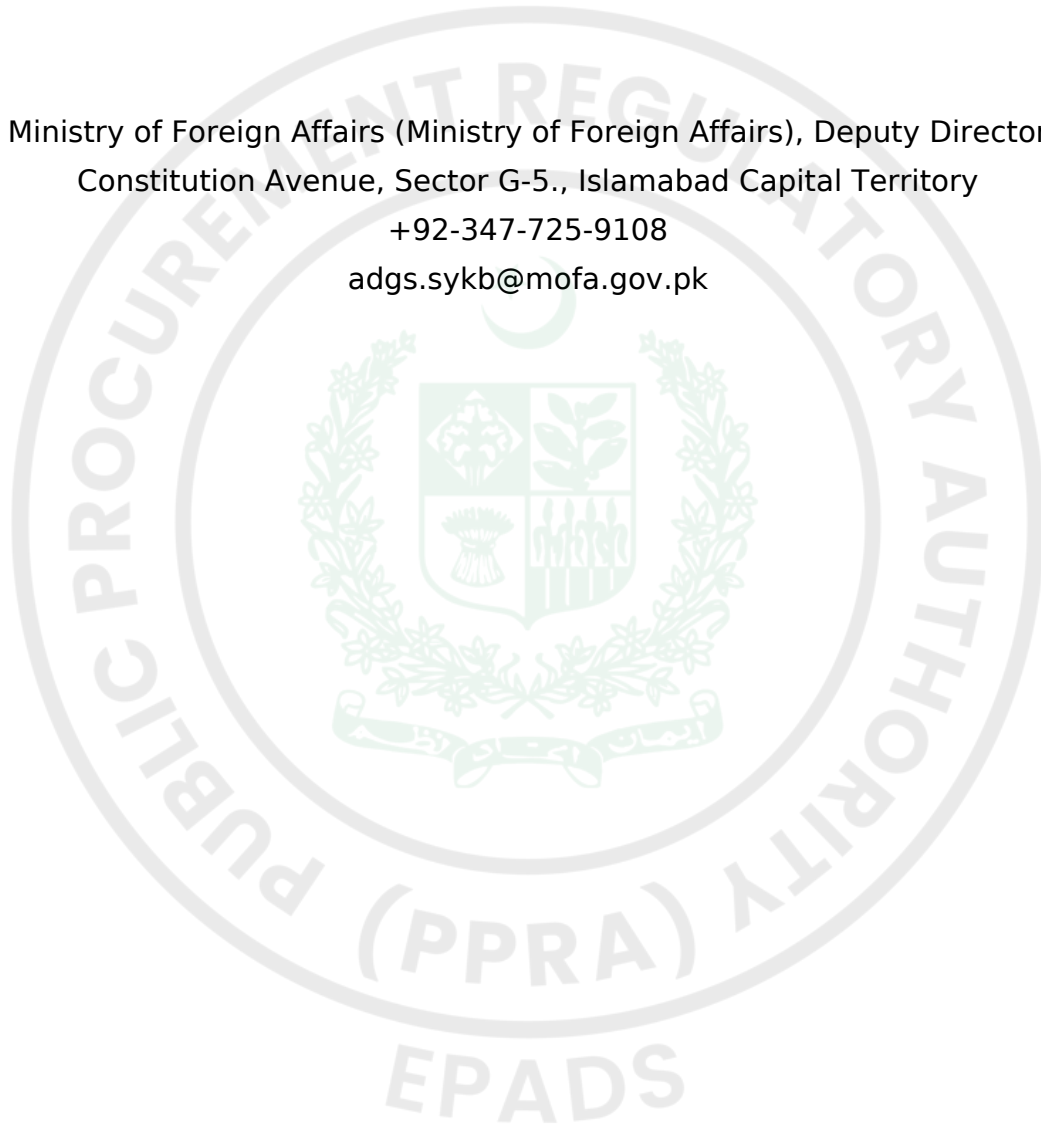 Ministry of Foreign Affairs (Ministry of Foreign Affairs), Deputy Director
Constitution Avenue, Sector G-5., Islamabad Capital Territory
+92-347-725-9108
adgs.sykb@mofa.gov.pk
PUBLIC PROCUREMENT REGULATORY AUTHORITY
(PPRA)
EPADS